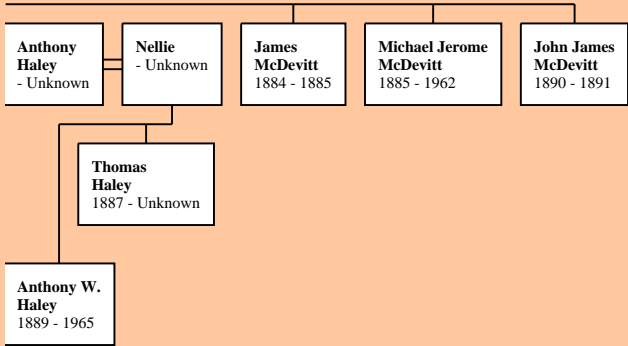 Anthony
Haley
- Unknown
Nellie
- Unknown
James
McDevitt
1884 - 1885
Michael Jerome
McDevitt
1885 - 1962
John James
McDevitt
1890 - 1891
Thomas
Haley
1887 - Unknown
Anthony W.
Haley
1889 - 1965